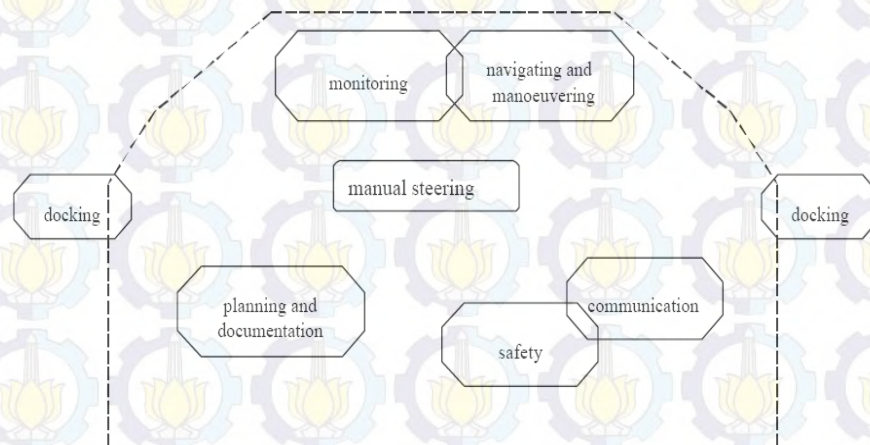 monitoring
navigating and
manoeuvering
manual steering
docking
docking
planning and
documentation
communication
safety